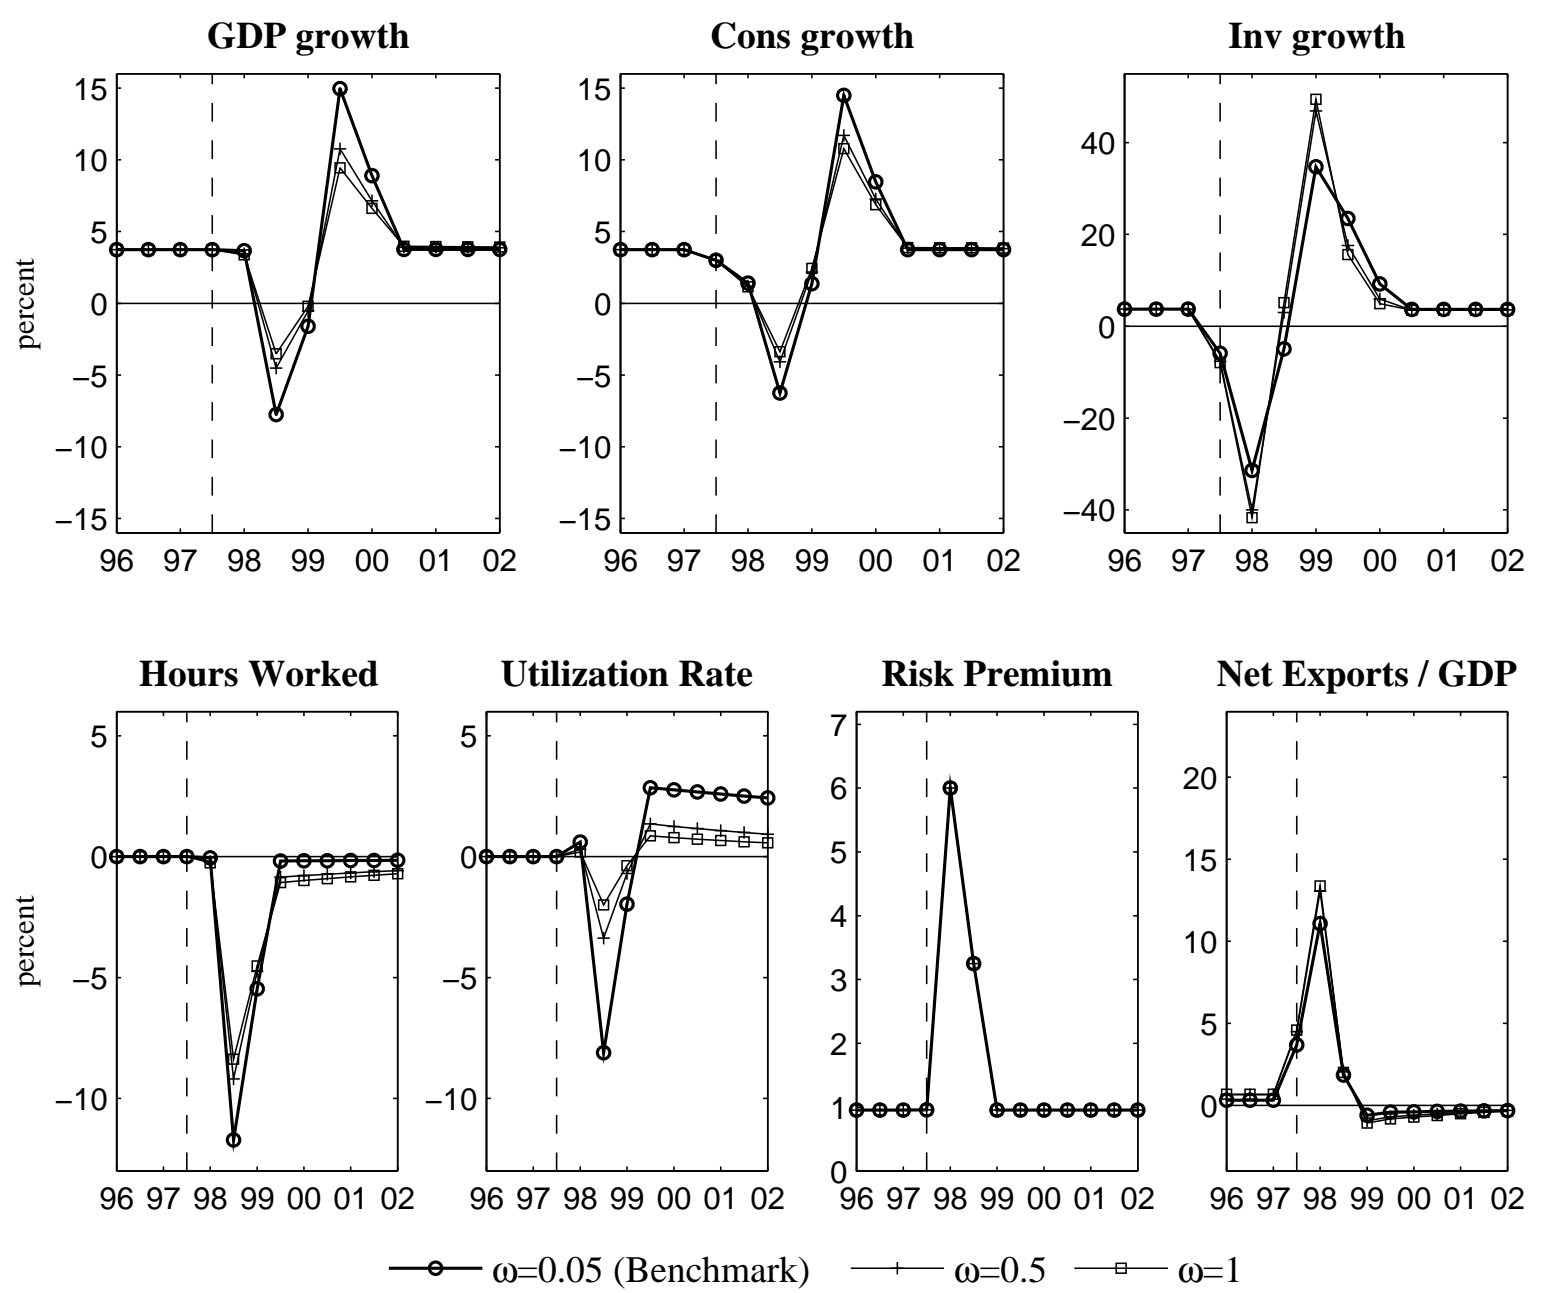 GDP growth Cons growth Inv growth
percent
15 15
10 10 40
5 5 20
0 0 0
−5 −5
−10 −10 −20
−15 −15 −40
96 97 98 99 00 01 02 96 97 98 99 00 01 02 96 97 98 99 00 01 02
Hours Worked Utilization Rate Risk Premium Net Exports / GDP
percent
5 5 7 20
0 0 6 15
−5 −5 5 10
−10 −10 4 5
3 0
2
1
0
96 97 98 99 00 01 02 96 97 98 99 00 01 02 96 97 98 99 00 01 02 96 97 98 99 00 01 02
ω=0.05 (Benchmark) ω=0.5 ω=1